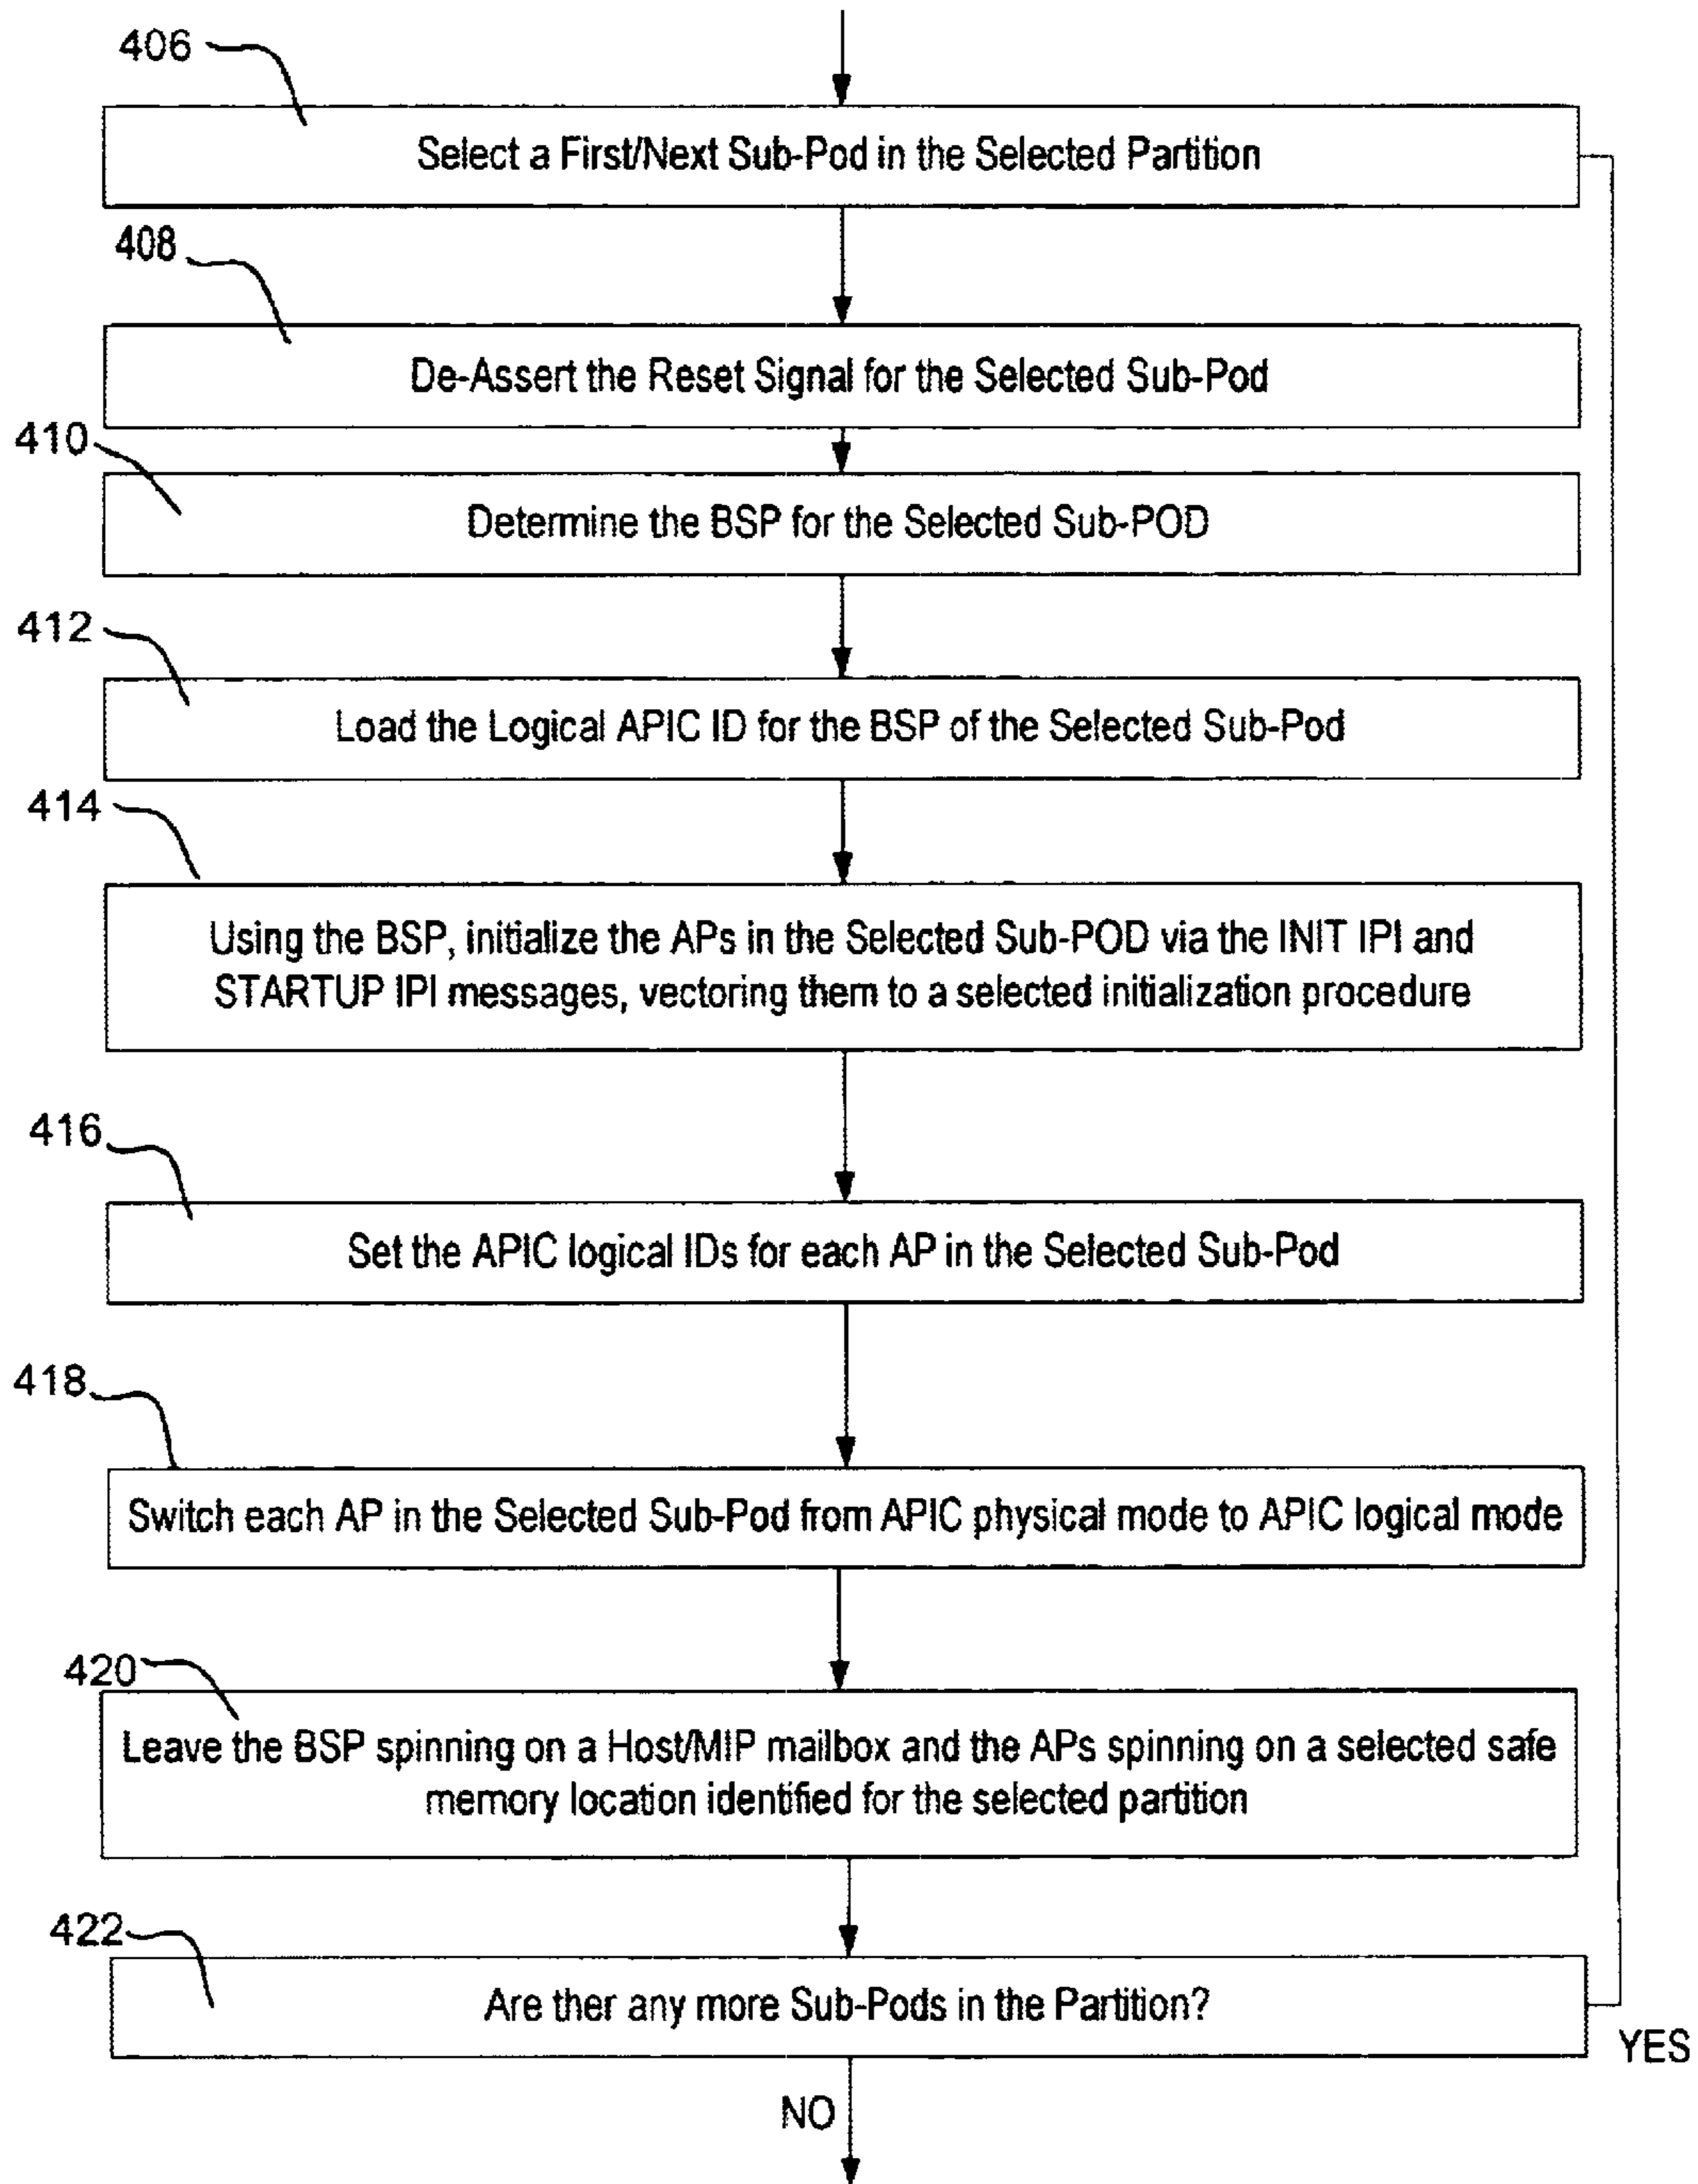 406
Select a First/Next Sub-Pod in the Selected Partition
408
De-Assert the Reset Signal for the Selected Sub-Pod
410
Determine the BSP for the Selected Sub-POD
412
Load the Logical APIC ID for the BSP of the Selected Sub-Pod
414
Using the BSP, initialize the APs in the Selected Sub-POD via the INIT IPI and
STARTUP IPI messages, vectoring them to a selected initialization procedure
416
Set the APIC logical IDs for each AP in the Selected Sub-Pod
418
Switch each AP in the Selected Sub-Pod from APIC physical mode to APIC logical mode
420
Leave the BSP spinning on a Host/MIP mailbox and the APs spinning on a selected safe
memory location identified for the selected partition
422
Are ther any more Sub-Pods in the Partition?
YES
NO